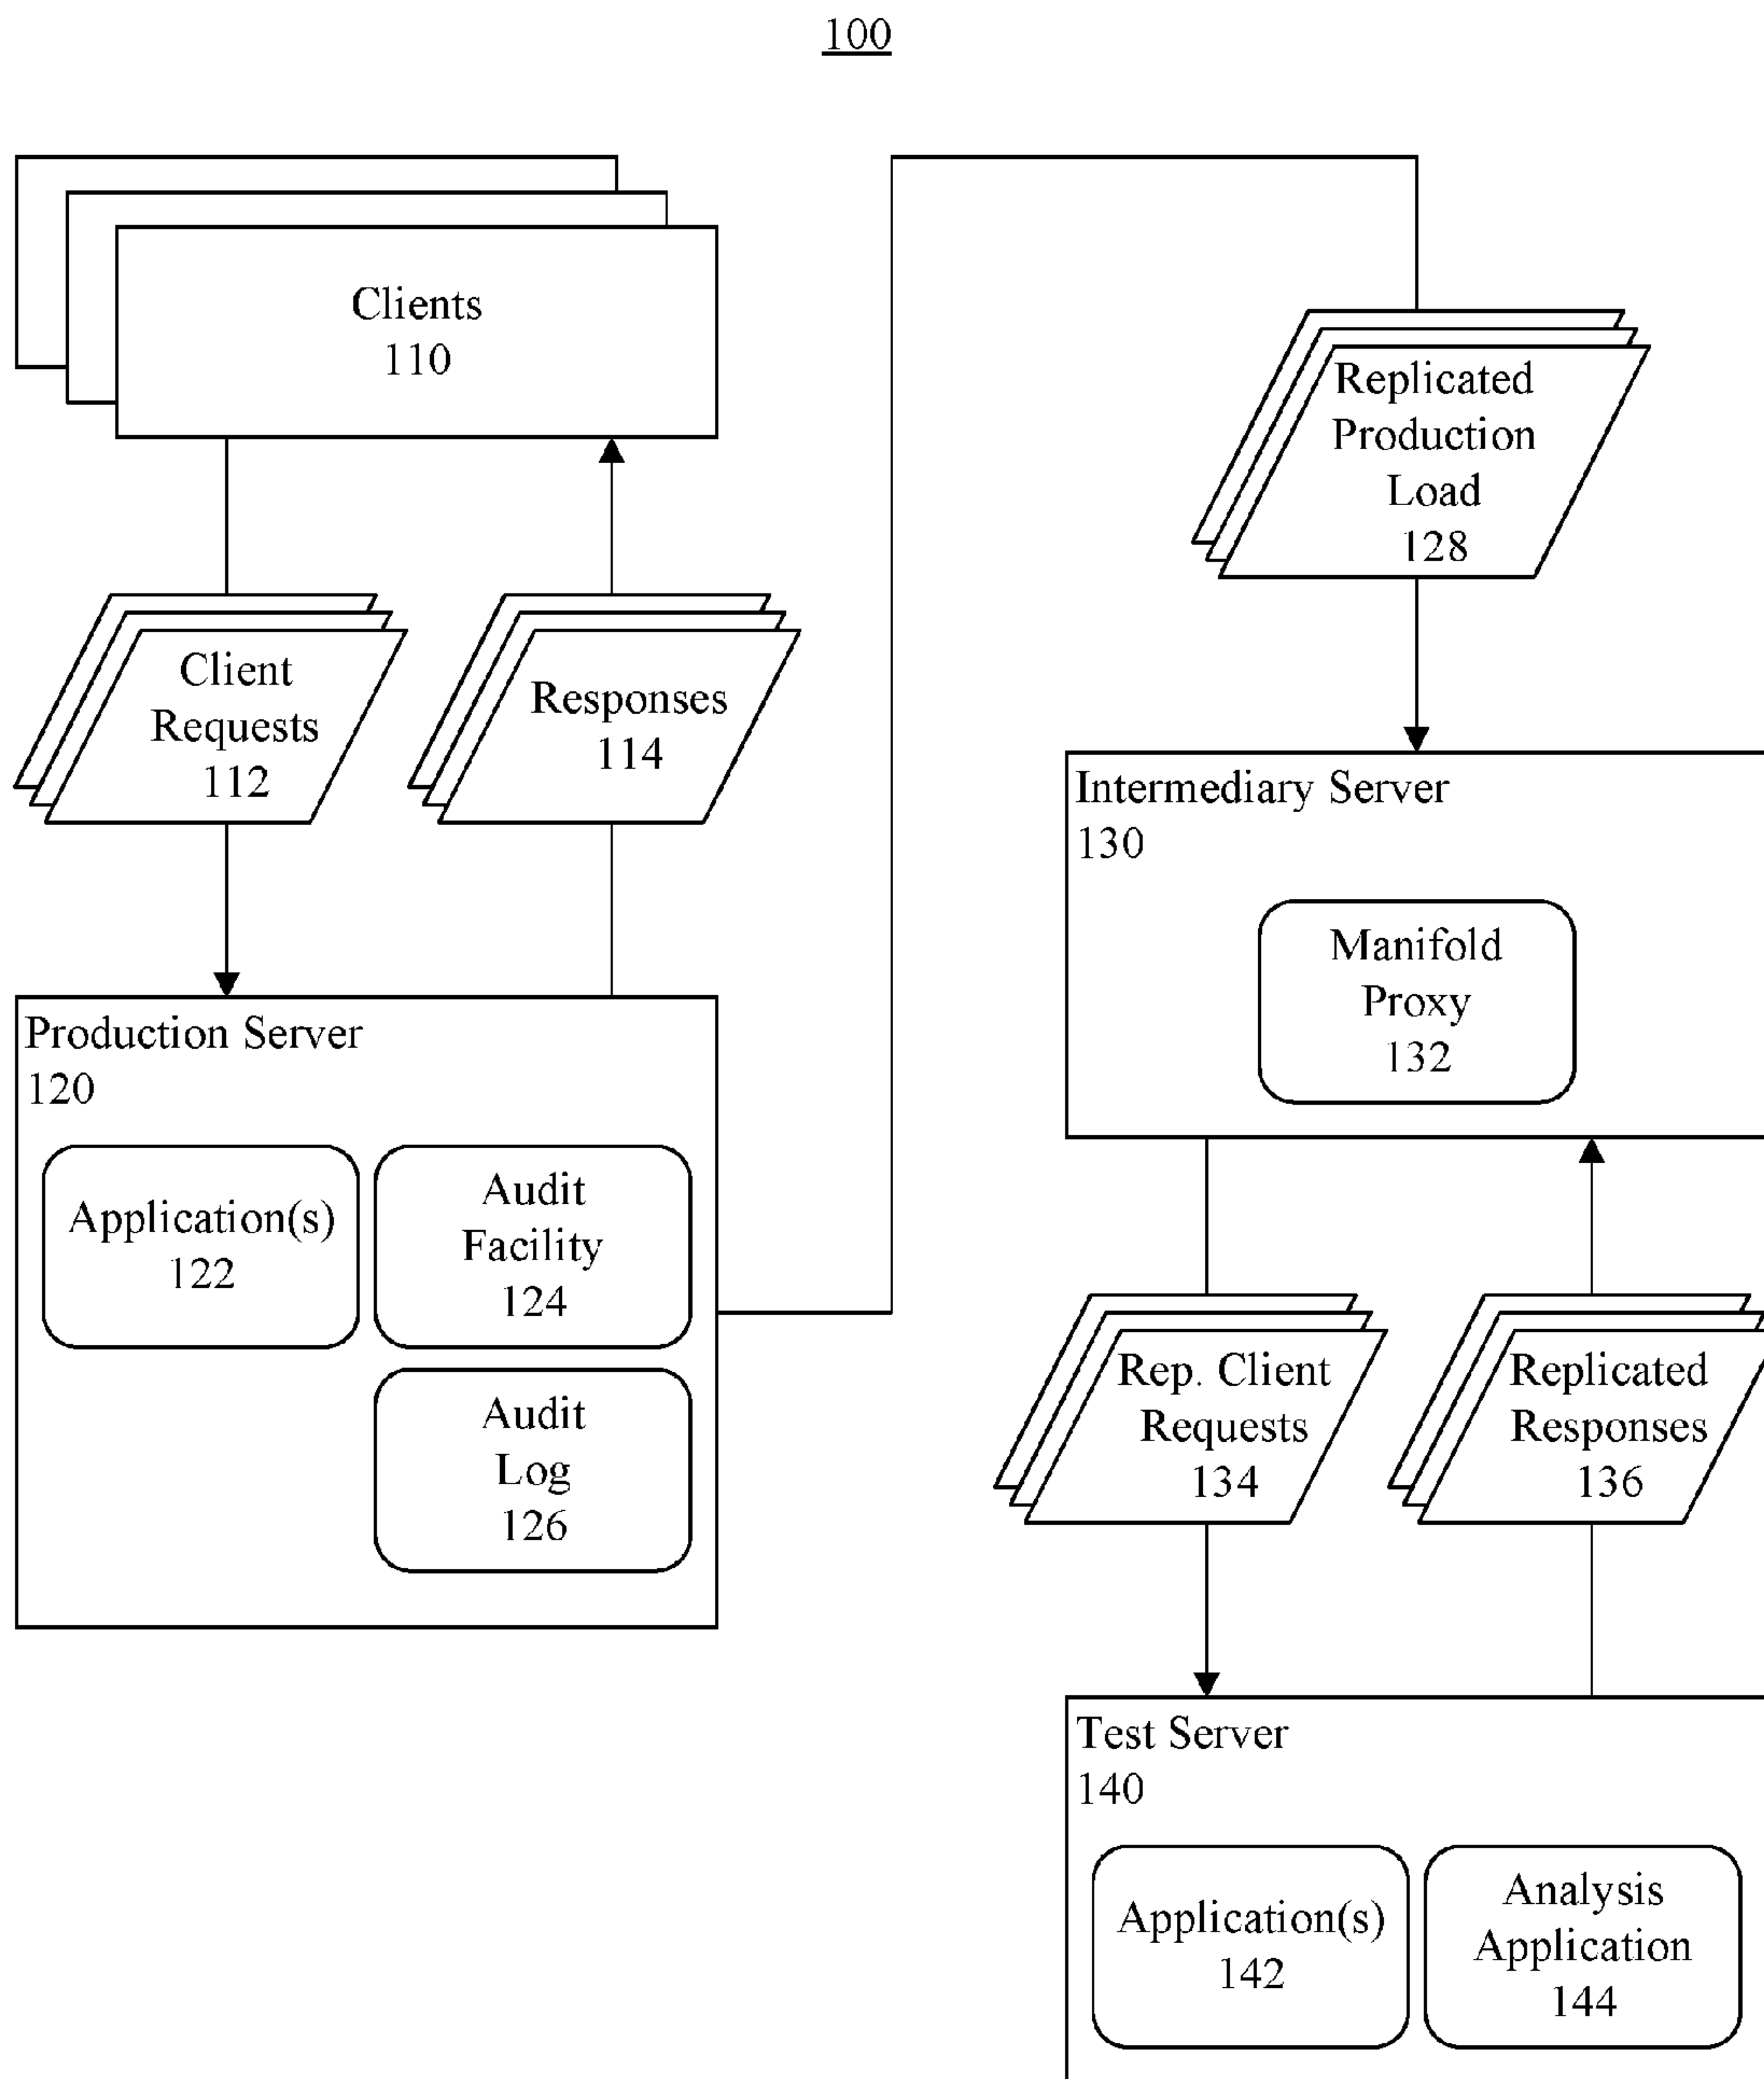 100
Clients
110
Client
Requests
112
Responses
114
Production Server
120
Application(s)
122
Audit
Facility
124
Audit
Log
126
Replicated
Production
Load
128
Intermediary Server
130
Manifold
Proxy
132
Rep. Client
Requests
134
Replicated
Responses
136
Test Server
140
Application(s)
142
Analysis
Application
144